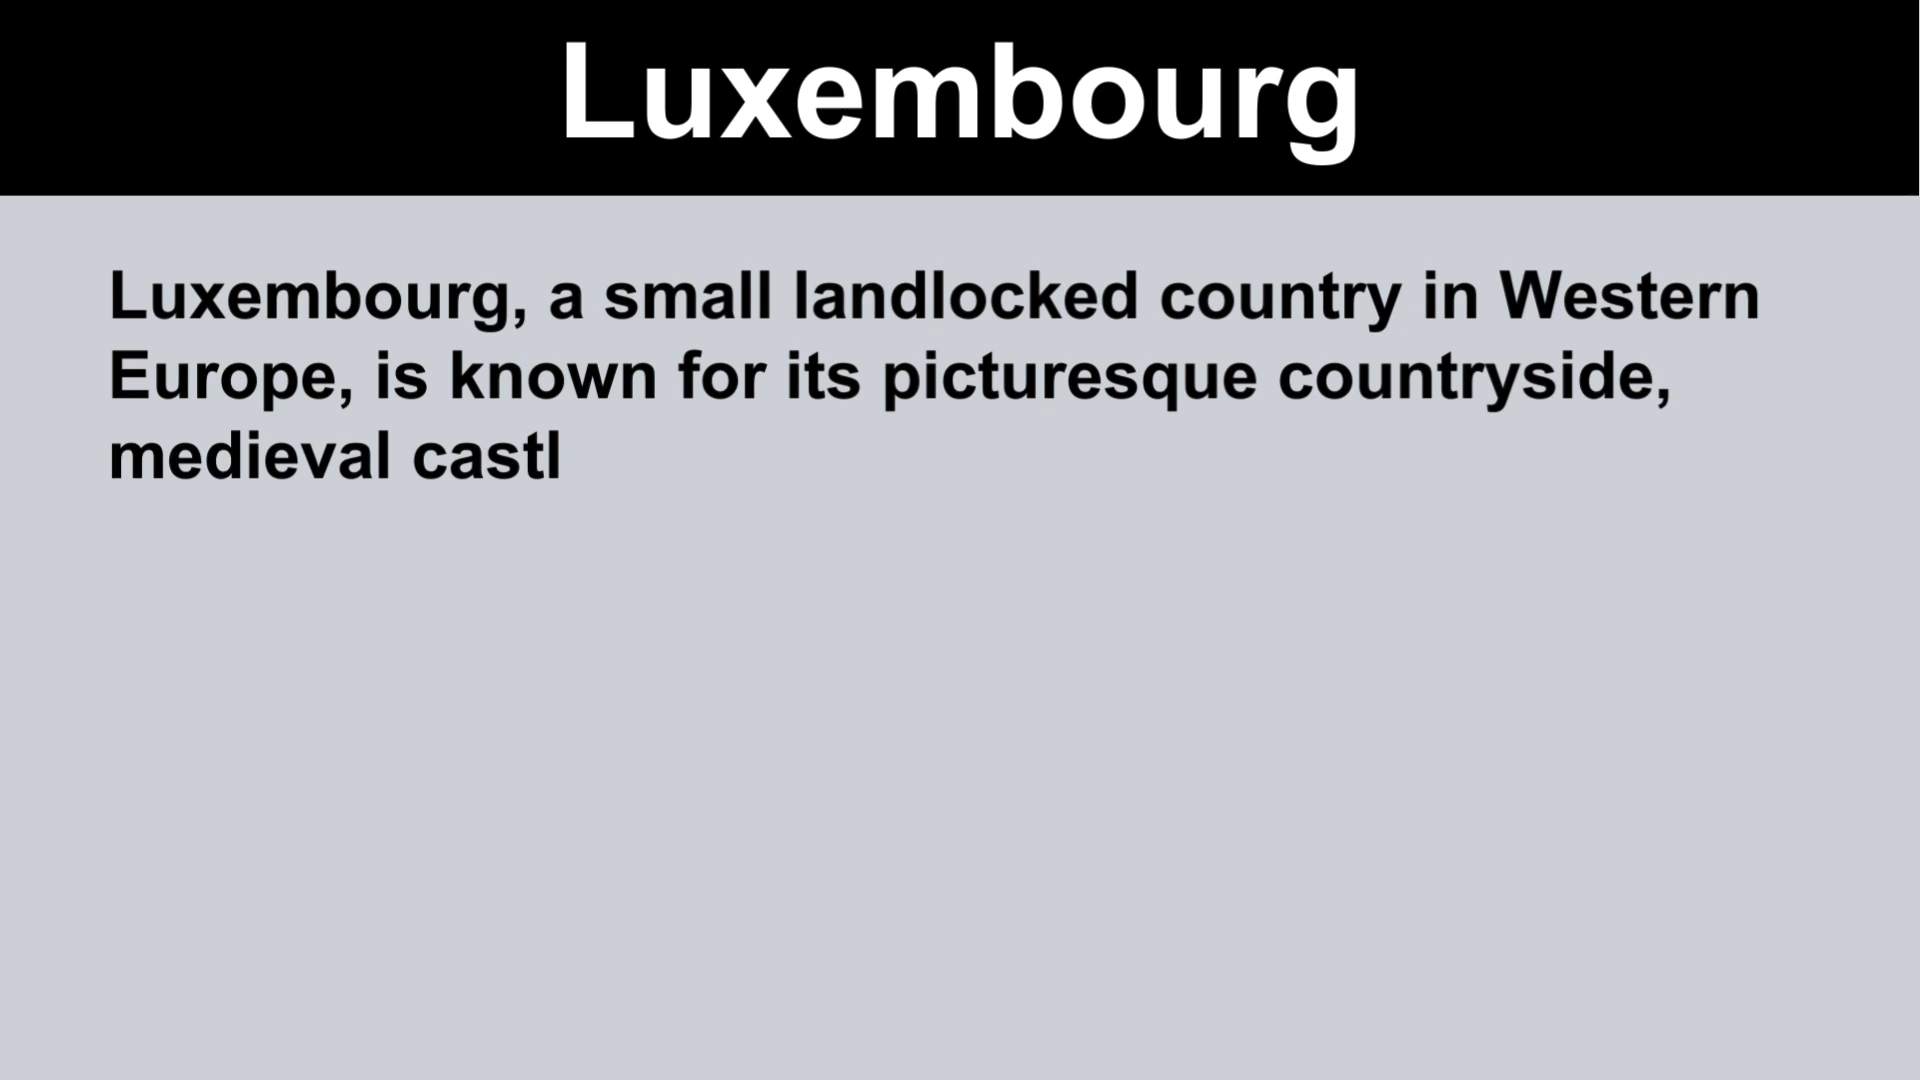 Luxembourg
Luxembourg, a small landlocked country in Western
Europe, is known for its picturesque countryside,
medieval castl